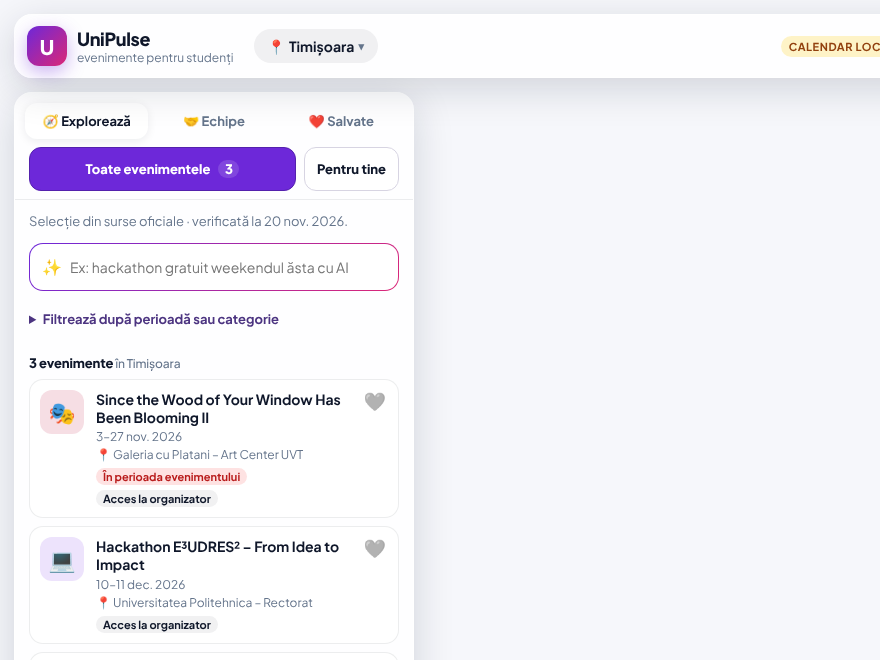 U
UniPulse
evenimente pentru studenți
📍 Timișoara ▾
CALENDAR LOC
🧭 Explorează
🤝 Echipe
❤️ Salvate
Toate evenimentele 3
Pentru tine
Selecție din surse oficiale · verificată la 20 nov. 2026.
✨ Ex: hackathon gratuit weekendul ăsta cu AI
▶ Filtrează după perioadă sau categorie
3 evenimente în Timișoara
Since the Wood of Your Window Has
Been Blooming II
3–27 nov. 2026
📍 Galeria cu Platani – Art Center UVT
În perioada evenimentului
Acces la organizator
Hackathon E³UDRES² – From Idea to
Impact
10–11 dec. 2026
📍 Universitatea Politehnica – Rectorat
Acces la organizator